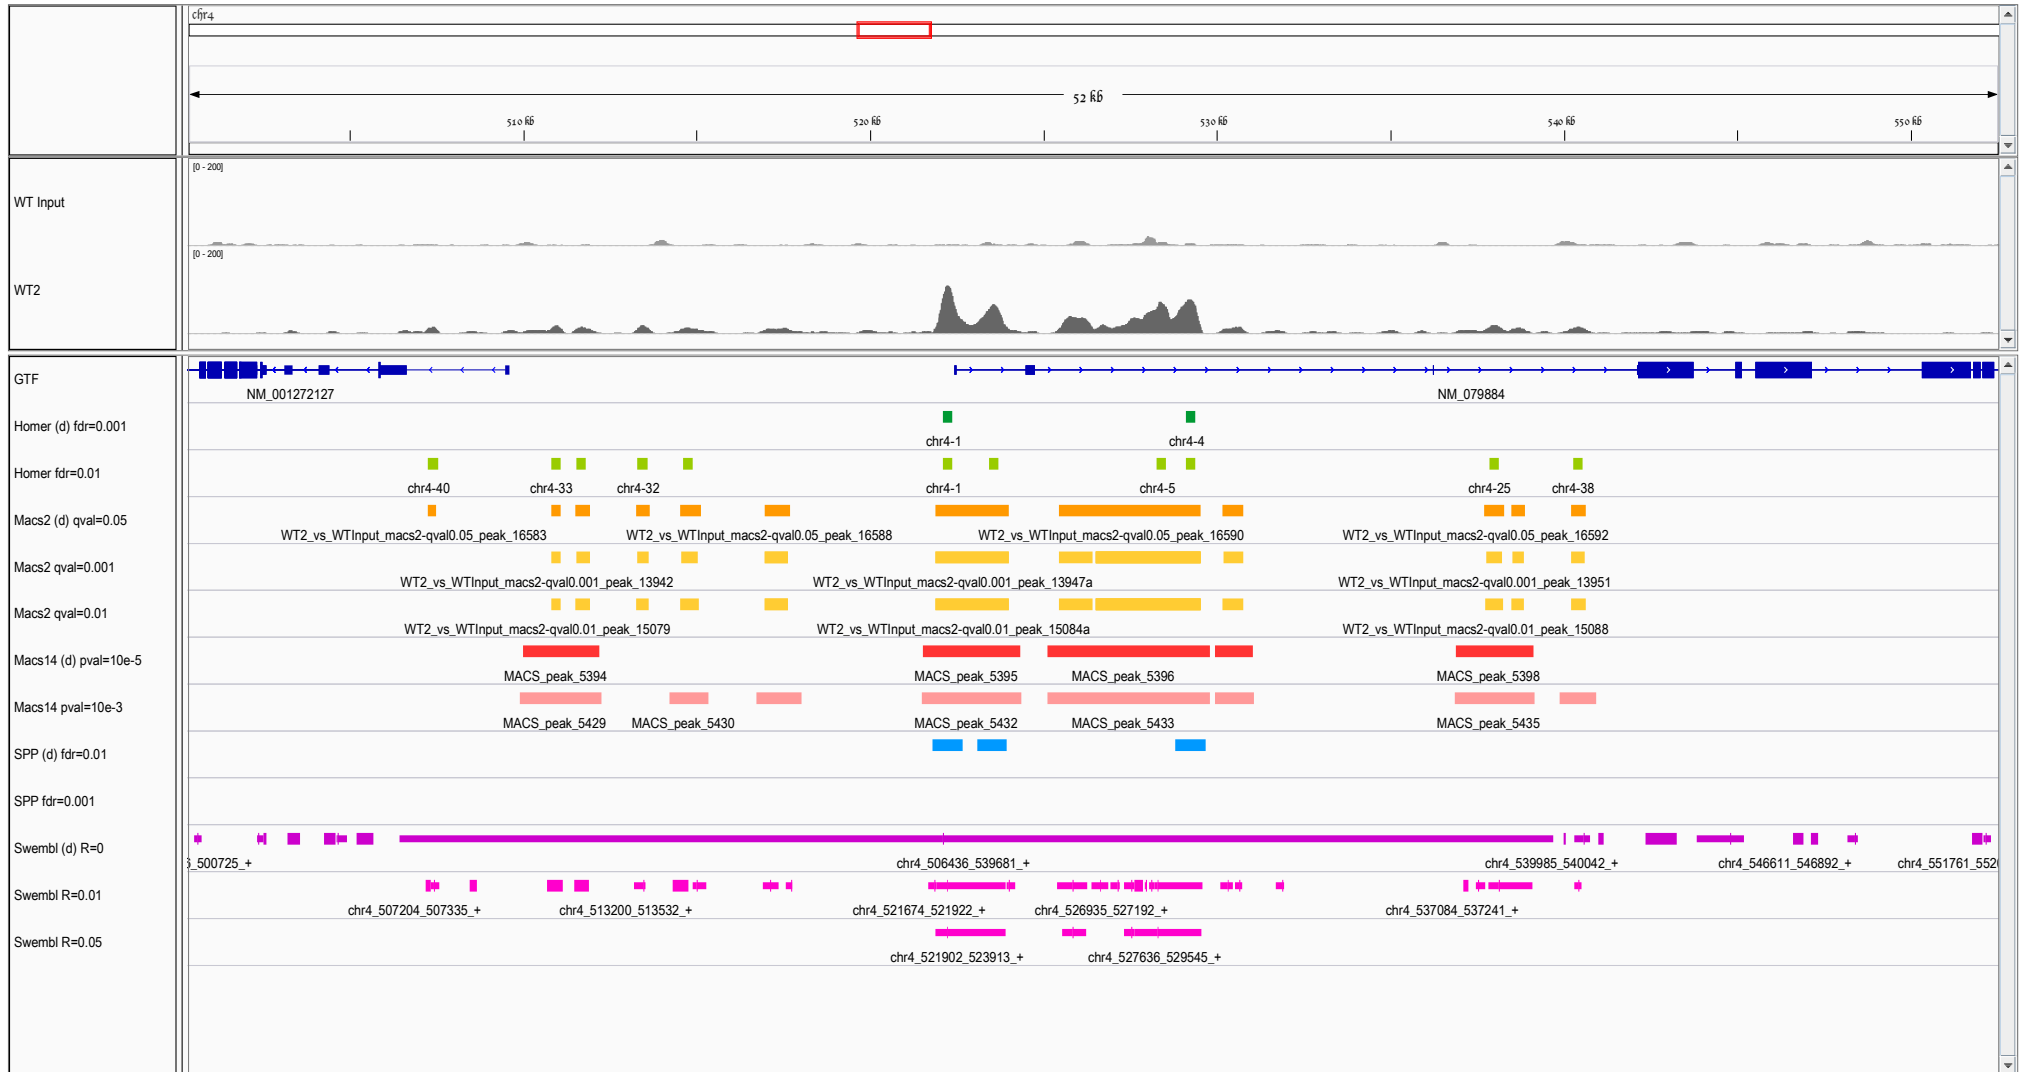 chr4
52 kb
510 kb
520 kb
530 kb
540 kb
550 kb
[0 - 200]
WT Input
[0 - 200]
WT2
GTF
NM_001272127
NM_079884
Homer (d) fdr=0.001
chr4-1
chr4-4
Homer fdr=0.01
chr4-40
chr4-33
chr4-32
chr4-1
chr4-5
chr4-25
chr4-38
Macs2 (d) qval=0.05
WT2_vs_WTInput_macs2-qval0.05_peak_16583
WT2_vs_WTInput_macs2-qval0.05_peak_16588
WT2_vs_WTInput_macs2-qval0.05_peak_16590
WT2_vs_WTInput_macs2-qval0.05_peak_16592
Macs2 qval=0.001
WT2_vs_WTInput_macs2-qval0.001_peak_13942
WT2_vs_WTInput_macs2-qval0.001_peak_13947a
WT2_vs_WTInput_macs2-qval0.001_peak_13951
Macs2 qval=0.01
WT2_vs_WTInput_macs2-qval0.01_peak_15079
WT2_vs_WTInput_macs2-qval0.01_peak_15084a
WT2_vs_WTInput_macs2-qval0.01_peak_15088
Macs14 (d) pval=10e-5
MACS_peak_5394
MACS_peak_5395
MACS_peak_5396
MACS_peak_5398
Macs14 pval=10e-3
MACS_peak_5429
MACS_peak_5430
MACS_peak_5432
MACS_peak_5433
MACS_peak_5435
SPP (d) fdr=0.01
SPP fdr=0.001
Swembl (d) R=0
_500725_+
chr4_506436_539681_+
chr4_539985_540042_+
chr4_546611_546892_+
chr4_551761_552
Swembl R=0.01
chr4_507204_507335_+
chr4_513200_513532_+
chr4_521674_521922_+
chr4_526935_527192_+
chr4_537084_537241_+
Swembl R=0.05
chr4_521902_523913_+
chr4_527636_529545_+